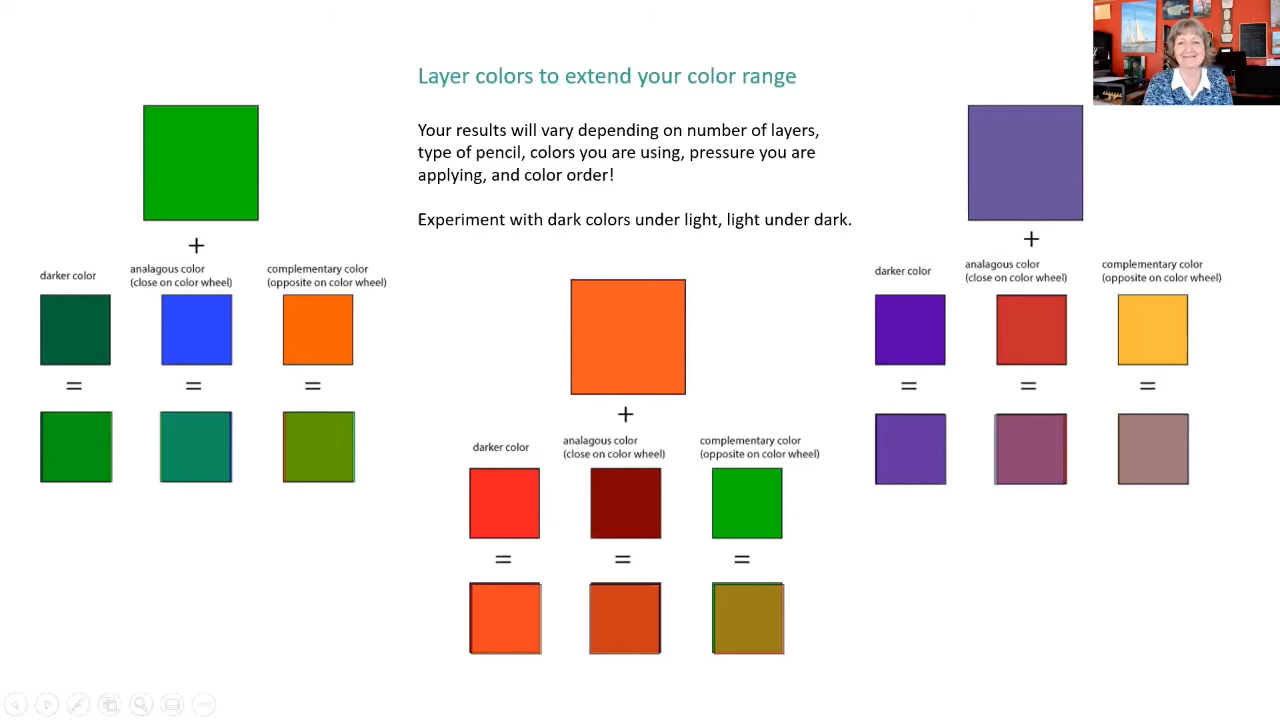 Layer colors to extend your color range
Your results will vary depending on number of layers,
type of pencil, colors you are using, pressure you are
applying, and color order!
Experiment with dark colors under light, light under dark.
+
darker color
analagous color
(close on color wheel)
complementary color
(opposite on color wheel)
= = =
+
darker color
analagous color
(close on color wheel)
complementary color
(opposite on color wheel)
= = =
+
darker color
analagous color
(close on color wheel)
complementary color
(opposite on color wheel)
= = =